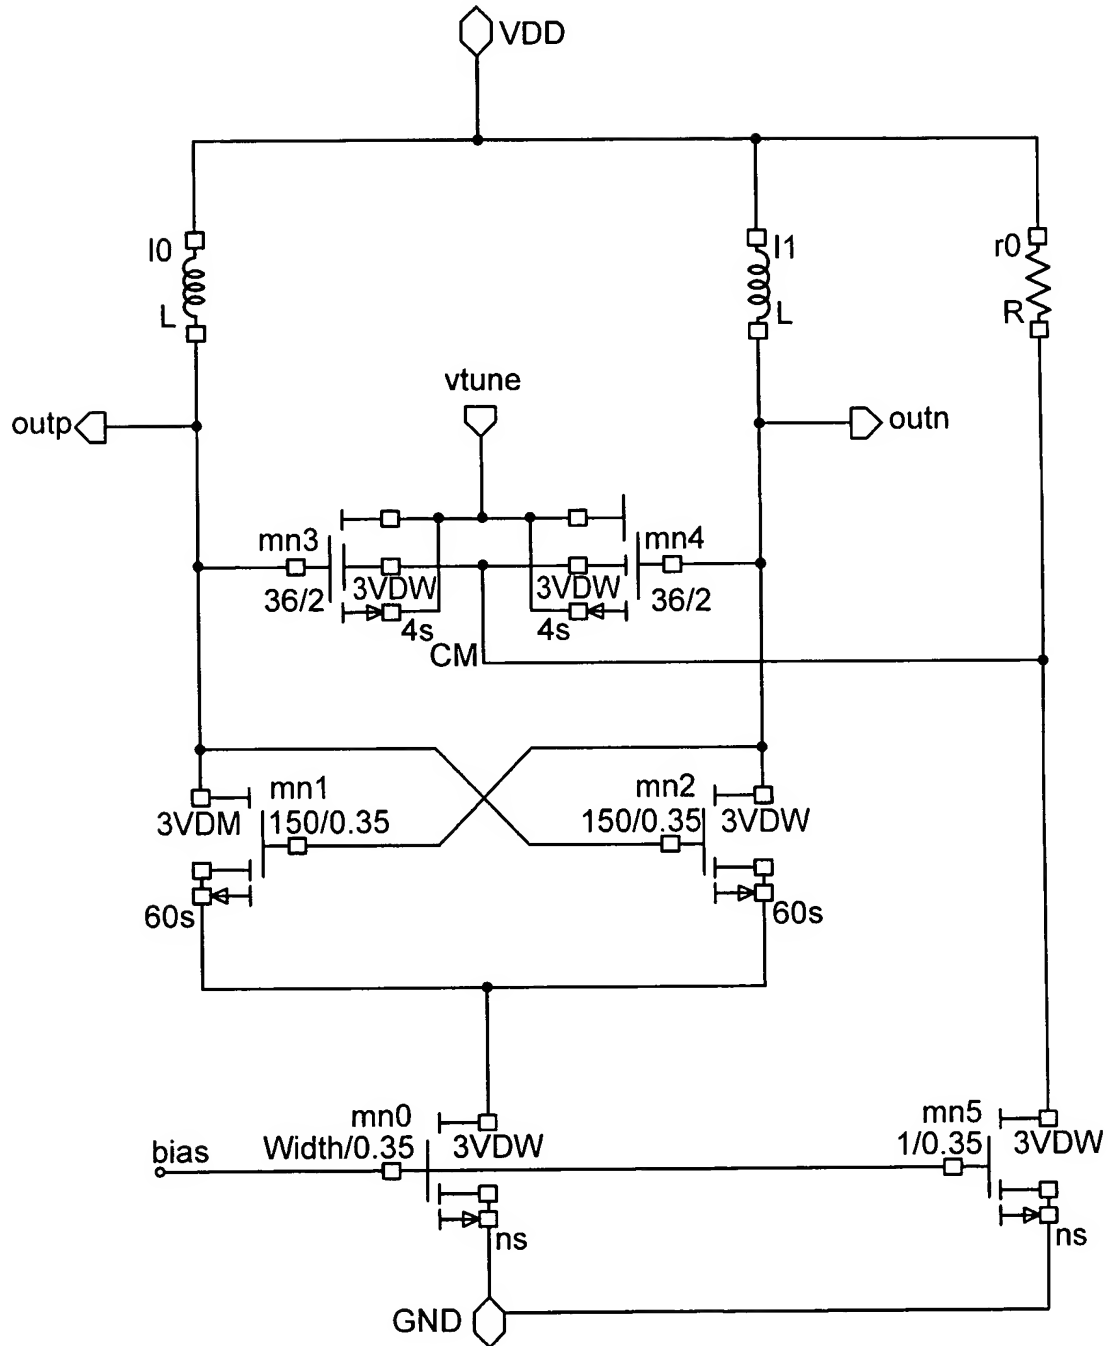 VDD
l0
l1
r0
L
L
R
vtune
outp
outn
mn3
mn4
3VDW
3VDW
36/2
36/2
4s
4s
CM
mn1
mn2
150/0.35
150/0.35
3VDM
3VDW
60s
60s
mn0
mn5
bias
Width/0.35
3VDW
1/0.35
3VDW
ns
ns
GND